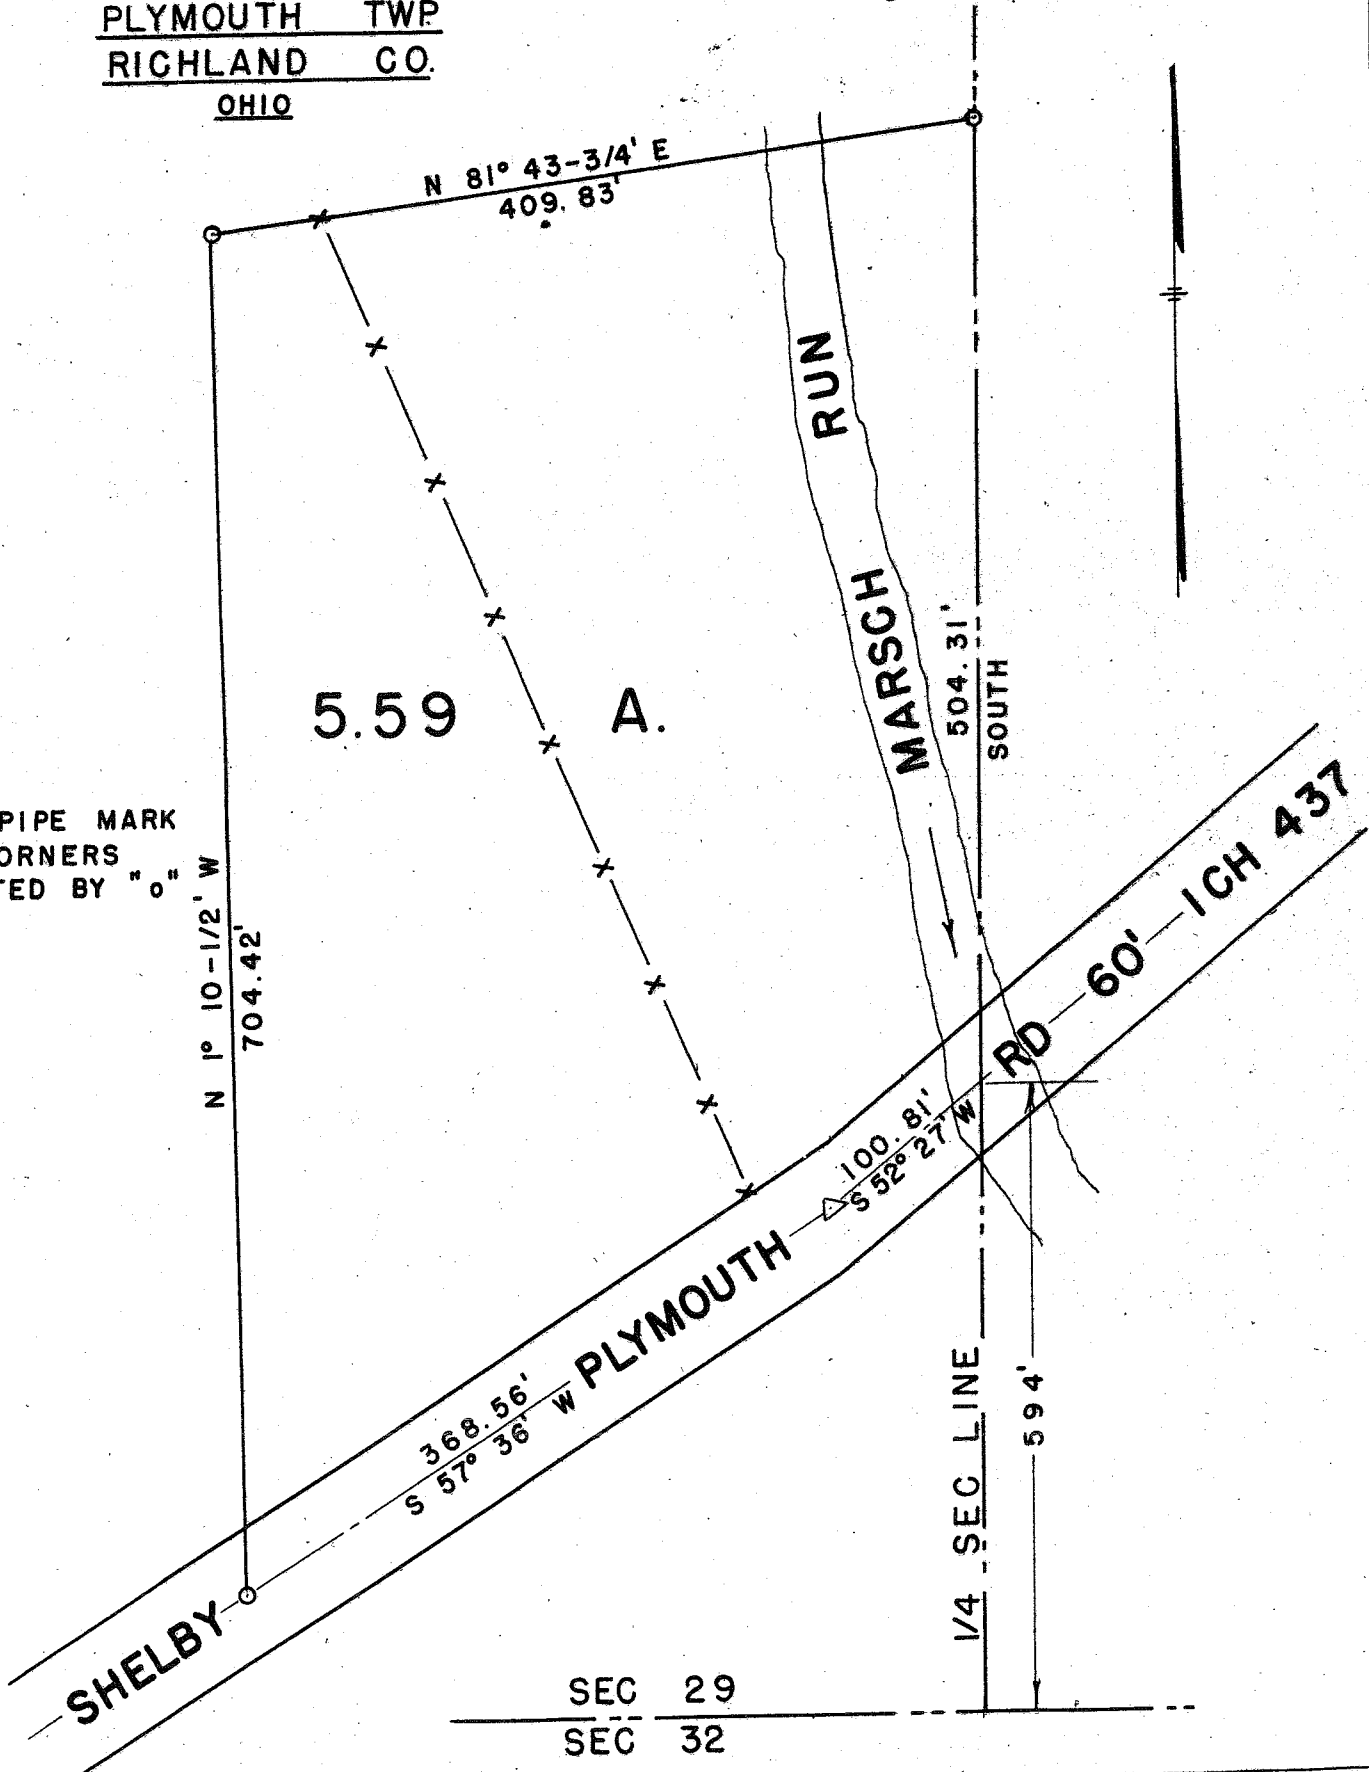 PLYMOUTH TWP.
RICHLAND CO.
OHIO
N 81° 43-3/4' E
409.83'
RUN
MARSCH
504.31'
SOUTH
5.59 A.
PIPE MARK
ORNERS
TED BY "o"
N 1° 10-1/2' W
704.42'
SHELBY PLYMOUTH RD 60' ICH 437
100.81'
S 52° 27' W
368.56'
S 57° 36' W
1/4 SEC LINE
594'
SEC 29
SEC 32